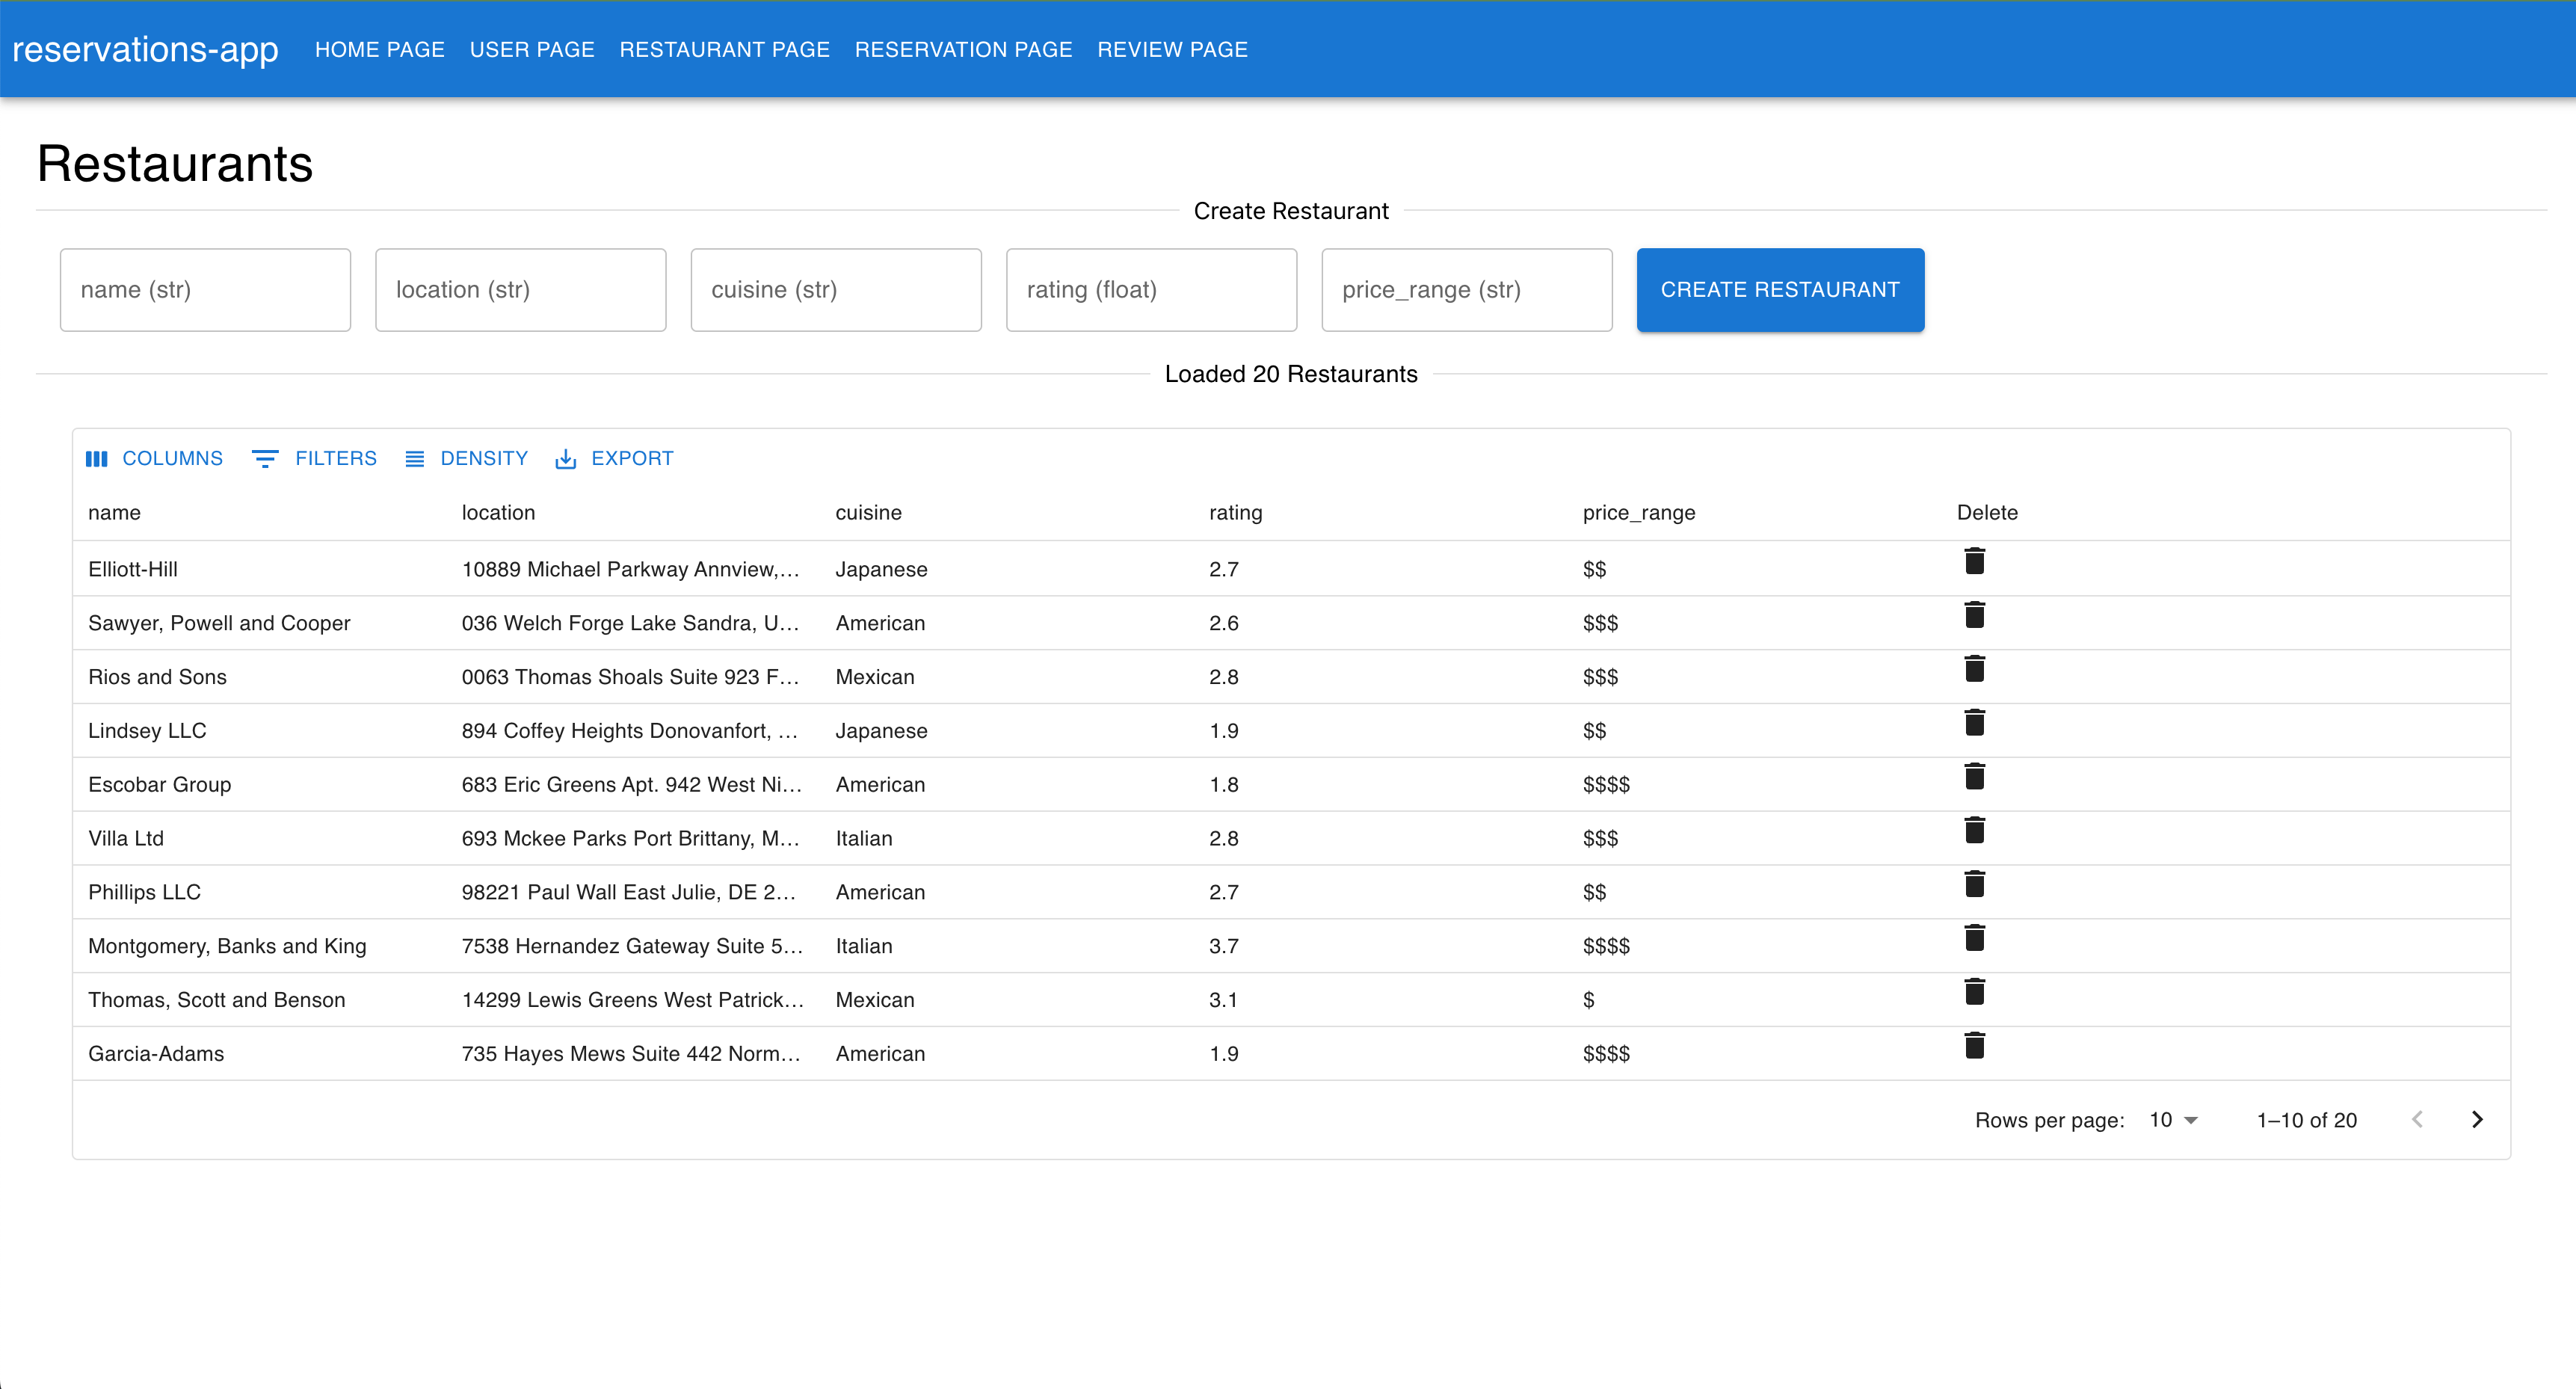 reservations-app HOME PAGE USER PAGE RESTAURANT PAGE RESERVATION PAGE REVIEW PAGE
Restaurants
Create Restaurant
name (str) location (str) cuisine (str) rating (float) price_range (str) CREATE RESTAURANT
Loaded 20 Restaurants
COLUMNS FILTERS DENSITY EXPORT
name location cuisine rating price_range Delete
Elliott-Hill 10889 Michael Parkway Annview,... Japanese 2.7 $$
Sawyer, Powell and Cooper 036 Welch Forge Lake Sandra, U... American 2.6 $$$
Rios and Sons 0063 Thomas Shoals Suite 923 F... Mexican 2.8 $$$
Lindsey LLC 894 Coffey Heights Donovanfort, ... Japanese 1.9 $$
Escobar Group 683 Eric Greens Apt. 942 West Ni... American 1.8 $$$$
Villa Ltd 693 Mckee Parks Port Brittany, M... Italian 2.8 $$$
Phillips LLC 98221 Paul Wall East Julie, DE 2... American 2.7 $$
Montgomery, Banks and King 7538 Hernandez Gateway Suite 5... Italian 3.7 $$$$
Thomas, Scott and Benson 14299 Lewis Greens West Patrick... Mexican 3.1 $
Garcia-Adams 735 Hayes Mews Suite 442 Norm... American 1.9 $$$$
Rows per page: 10 1–10 of 20